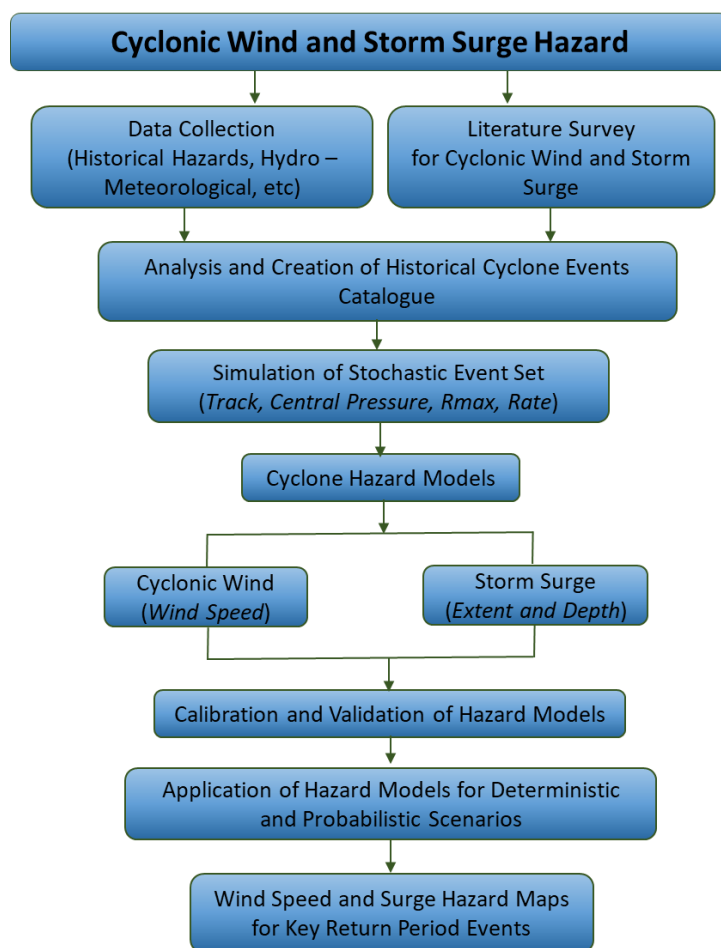 Cyclonic Wind and Storm Surge Hazard
Data Collection
(Historical Hazards, Hydro –
Meteorological, etc)
Literature Survey
for Cyclonic Wind and Storm
Surge
Analysis and Creation of Historical Cyclone Events
Catalogue
Simulation of Stochastic Event Set
(Track, Central Pressure, Rmax, Rate)
Cyclone Hazard Models
Cyclonic Wind
(Wind Speed)
Storm Surge
(Extent and Depth)
Calibration and Validation of Hazard Models
Application of Hazard Models for Deterministic
and Probabilistic Scenarios
Wind Speed and Surge Hazard Maps
for Key Return Period Events